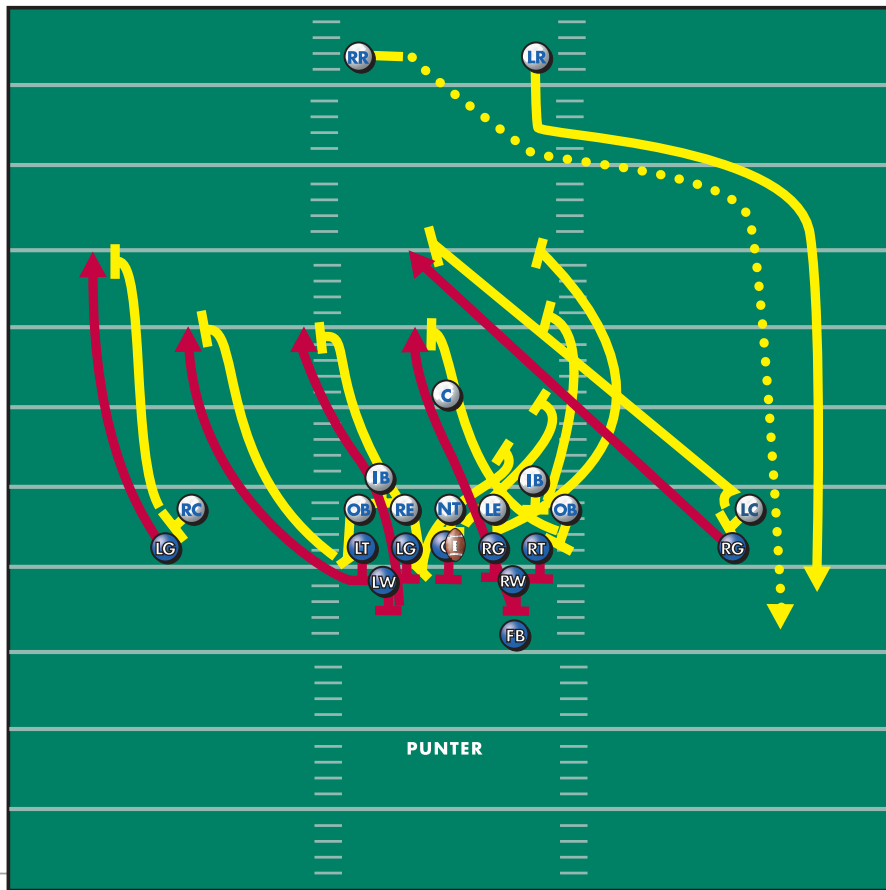 RR LR
C
IB IB
RC OB RE NT LE OB LC
LG LT LG C RG RT RG
LW RW
FB
PUNTER